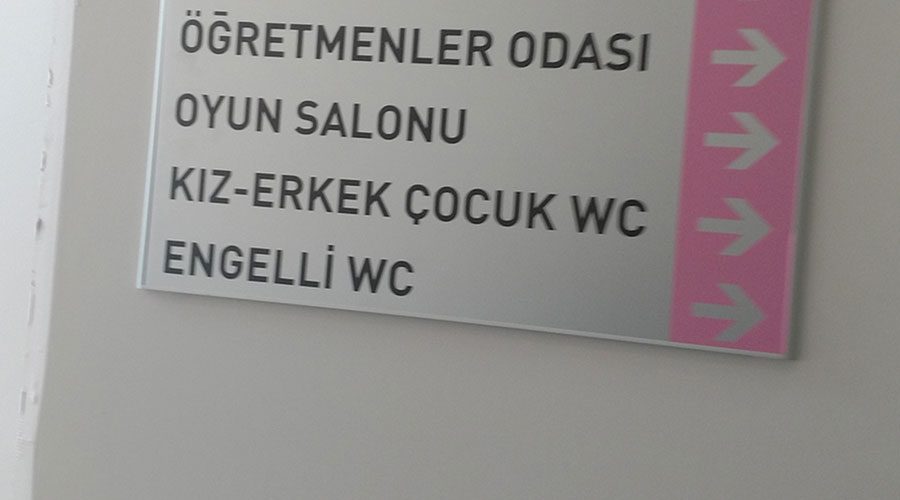 ÖĞRETMENLER ODASI
OYUN SALONU
KIZ-ERKEK ÇOCUK WC
ENGELLİ WC